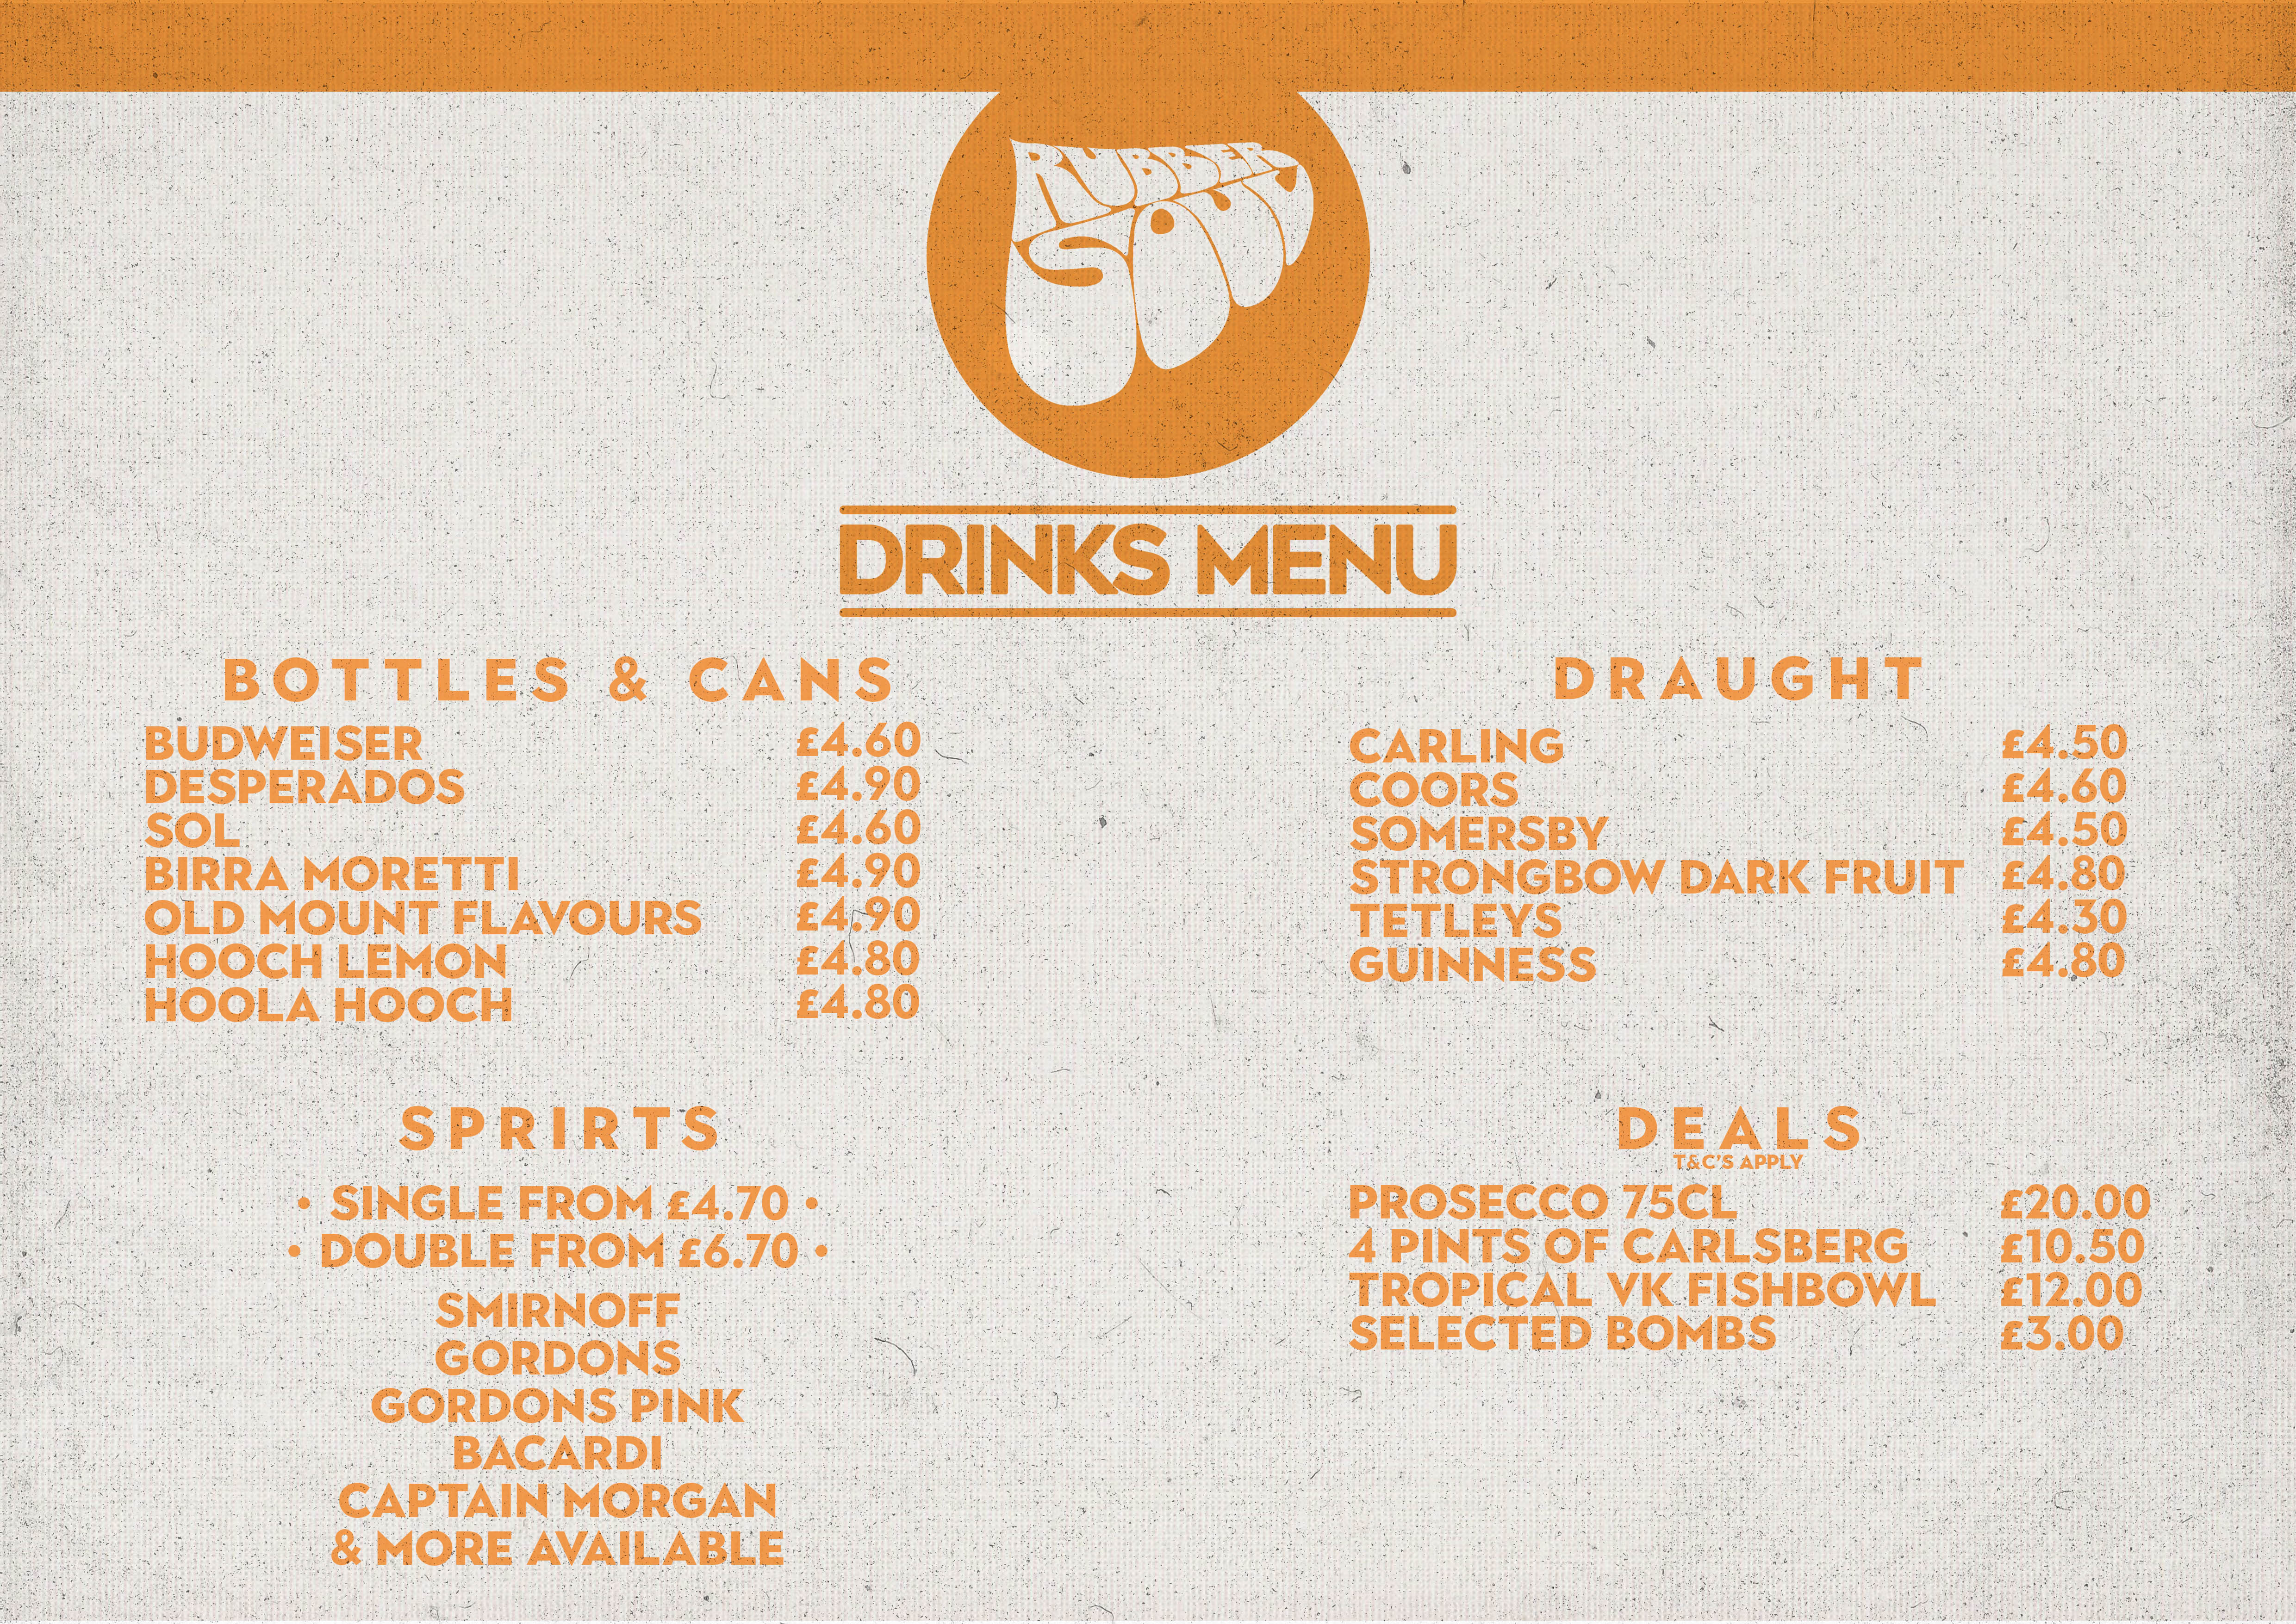 RUBBER
SOUL
DRINKS MENU
BOTTLES & CANS
BUDWEISER £4.60
DESPERADOS £4.90
SOL £4.60
BIRRA MORETTI £4.90
OLD MOUNT FLAVOURS £4.90
HOOCH LEMON £4.80
HOOLA HOOCH £4.80
DRAUGHT
CARLING £4.50
COORS £4.60
SOMERSBY £4.50
STRONGBOW DARK FRUIT £4.80
TETLEYS £4.30
GUINNESS £4.80
SPRIRTS
• SINGLE FROM £4.70 •
• DOUBLE FROM £6.70 •
SMIRNOFF
GORDONS
GORDONS PINK
BACARDI
CAPTAIN MORGAN
& MORE AVAILABLE
DEALS
T&C'S APPLY
PROSECCO 75CL £20.00
4 PINTS OF CARLSBERG £10.50
TROPICAL VK FISHBOWL £12.00
SELECTED BOMBS £3.00